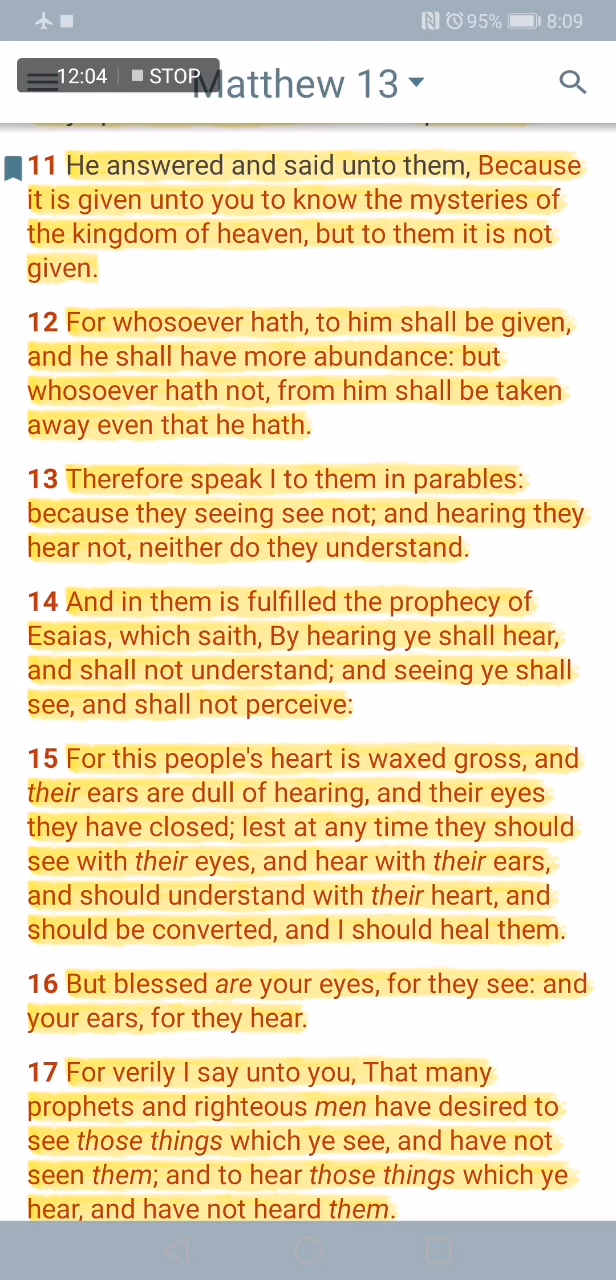 95% 8:09
12:04 STOP
Matthew 13
11 He answered and said unto them, Because
it is given unto you to know the mysteries of
the kingdom of heaven, but to them it is not
given.
12 For whosoever hath, to him shall be given,
and he shall have more abundance: but
whosoever hath not, from him shall be taken
away even that he hath.
13 Therefore speak I to them in parables:
because they seeing see not; and hearing they
hear not, neither do they understand.
14 And in them is fulfilled the prophecy of
Esaias, which saith, By hearing ye shall hear,
and shall not understand; and seeing ye shall
see, and shall not perceive:
15 For this people's heart is waxed gross, and
their ears are dull of hearing, and their eyes
they have closed; lest at any time they should
see with their eyes, and hear with their ears,
and should understand with their heart, and
should be converted, and I should heal them.
16 But blessed are your eyes, for they see: and
your ears, for they hear.
17 For verily I say unto you, That many
prophets and righteous men have desired to
see those things which ye see, and have not
seen them; and to hear those things which ye
hear, and have not heard them.